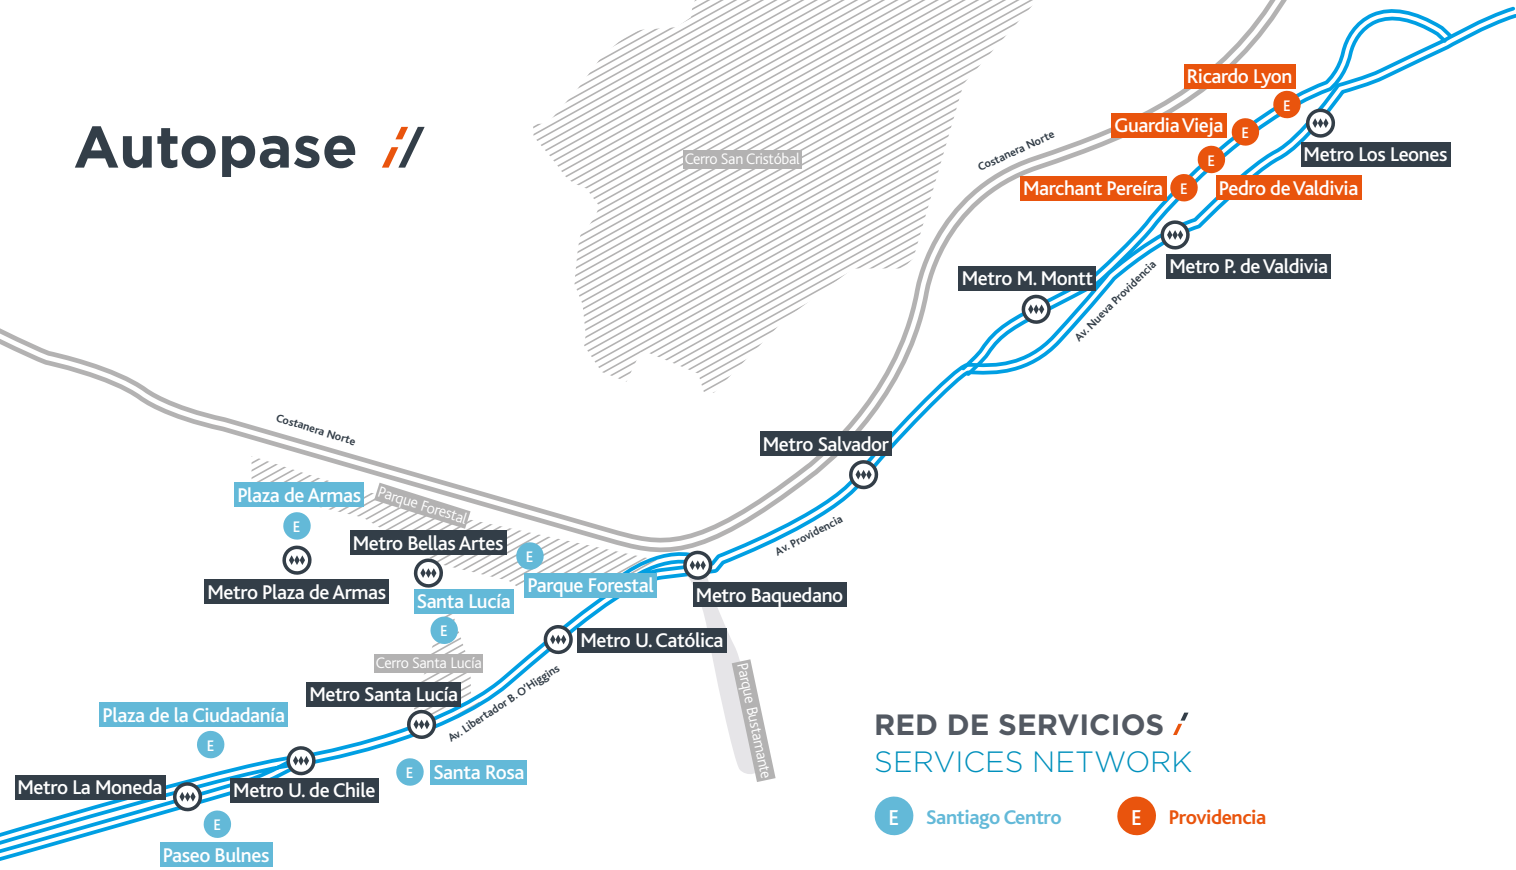 Autopase
Ricardo Lyon
E
Guardia Vieja
E
Metro Los Leones
Costanera Norte
Cerro San Cristóbal
E
Marchant Pereíra
E
Pedro de Valdivia
Metro P. de Valdivia
Metro M. Montt
Av. Nueva Providencia
Costanera Norte
Metro Salvador
Plaza de Armas
E
Parque Forestal
Metro Bellas Artes
E
Av. Providencia
Metro Plaza de Armas
Santa Lucía
E
Parque Forestal
Metro Baquedano
Metro U. Católica
Cerro Santa Lucía
Metro Santa Lucía
Av. Libertador B. O'Higgins
Parque Bustamante
Plaza de la Ciudadanía
E
Metro La Moneda
Metro U. de Chile
E
Santa Rosa
E
Paseo Bulnes
RED DE SERVICIOS
SERVICES NETWORK
E Santiago Centro
E Providencia